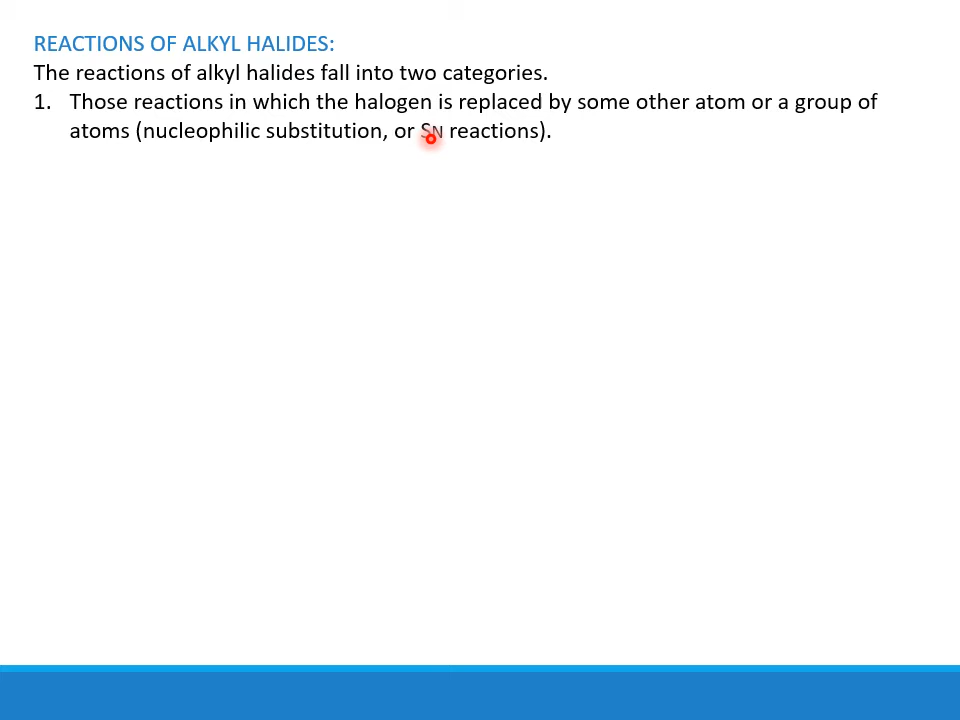 REACTIONS OF ALKYL HALIDES:
The reactions of alkyl halides fall into two categories.
1. Those reactions in which the halogen is replaced by some other atom or a group of
atoms (nucleophilic substitution, or SN reactions).